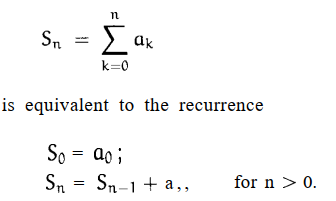 Sₙ = ∑ₖ₌₀ⁿ aₖ
is equivalent to the recurrence
S₀ = a₀ ;
Sₙ = Sₙ₋₁ + a,, for n > 0.